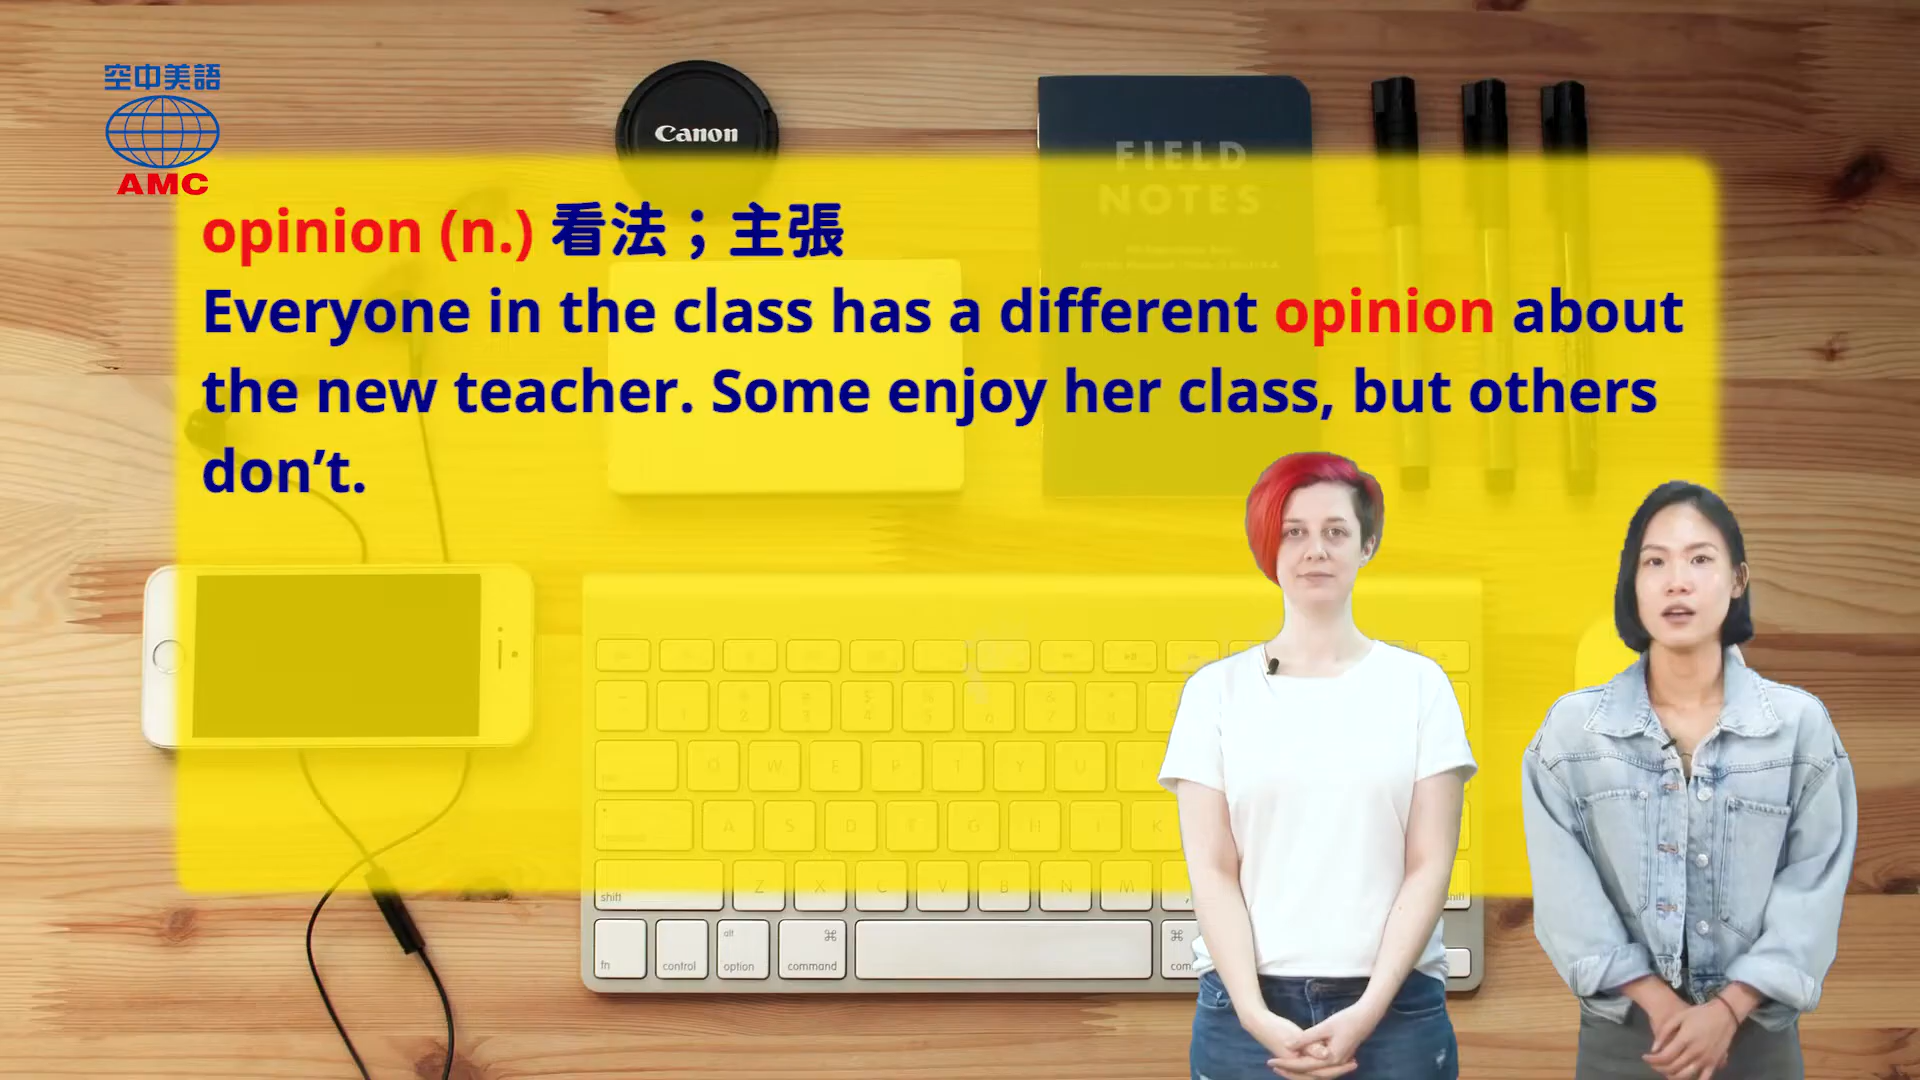 空中美語
AMC
Canon
FIELD
NOTES
opinion (n.) 看法；主張
Everyone in the class has a different opinion about
the new teacher. Some enjoy her class, but others
don’t.
shift
fn
control
alt
option
command
⌘
⌘